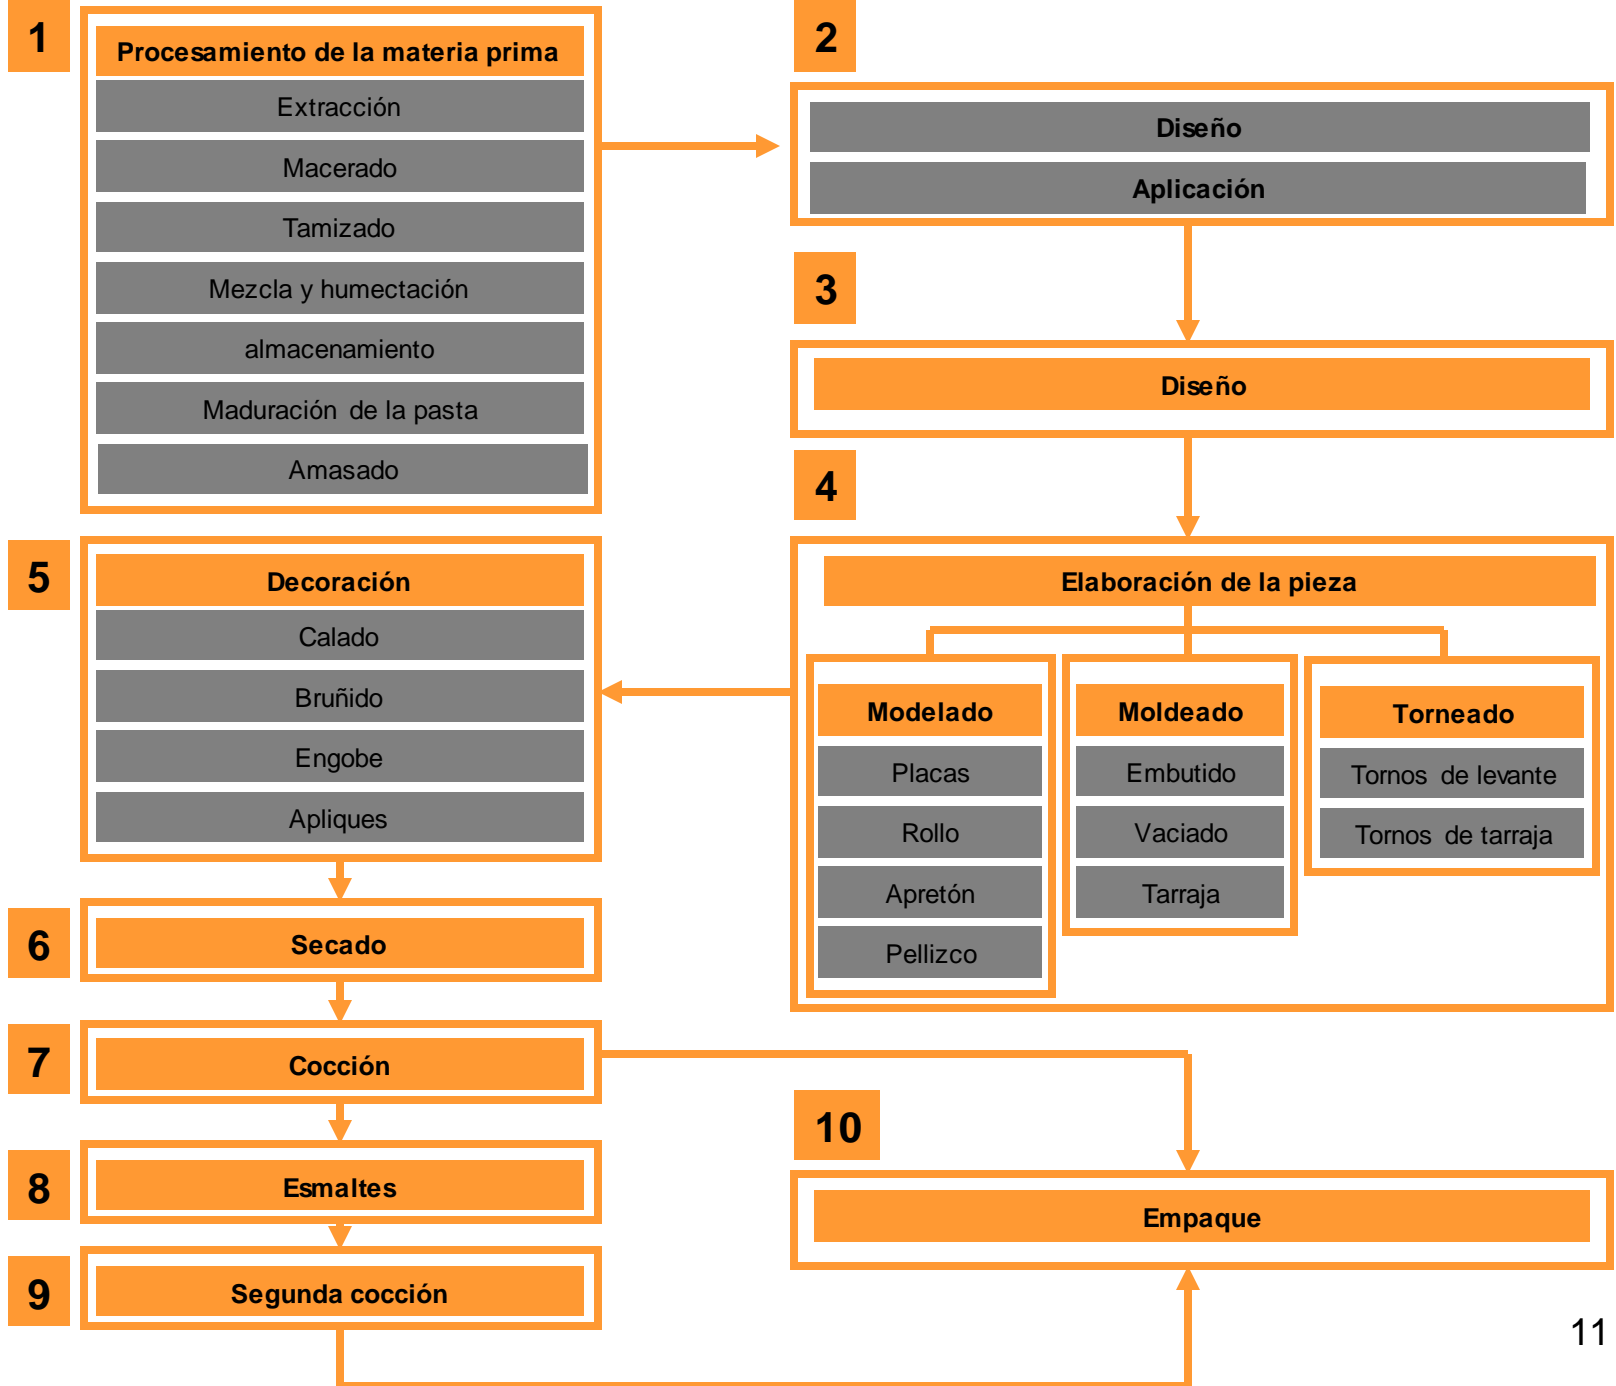 1
Procesamiento de la materia prima
Extracción
Macerado
Tamizado
Mezcla y humectación
almacenamiento
Maduración de la pasta
Amasado
2
Diseño
Aplicación
3
Diseño
4
Elaboración de la pieza
Modelado
Placas
Rollo
Apretón
Pellizco
Moldeado
Embutido
Vaciado
Tarraja
Torneado
Tornos de levante
Tornos de tarraja
5
Decoración
Calado
Bruñido
Engobe
Apliques
6
Secado
7
Cocción
8
Esmaltes
9
Segunda cocción
10
Empaque
11